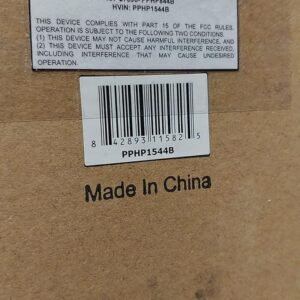 HVIN: PPHP1544B
THIS DEVICE COMPLIES WITH PART 15 OF THE FCC RULES.
OPERATION IS SUBJECT TO THE FOLLOWING TWO CONDITIONS.
(1) THIS DEVICE MAY NOT CAUSE HARMFUL INTERFERENCE, AND
(2) THIS DEVICE MUST ACCEPT ANY INTERFERENCE RECEIVED,
INCLUDING INTERFERENCE THAT MAY CAUSE UNDESIRED
OPERATION.
8 42893 11582 5
PPHP1544B
Made In China